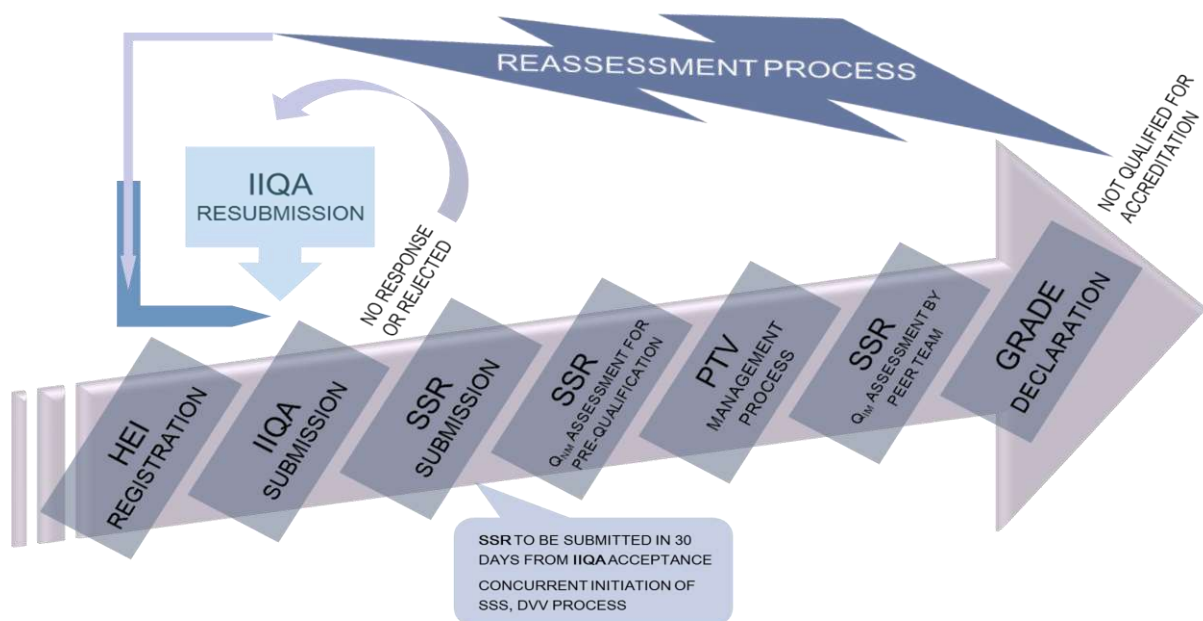 REASSESSMENT PROCESS
NOT QUALIFIED FOR
ACCREDITATION
IIQA
RESUBMISSION
NO RESPONSE
OR REJECTED
HEI
REGISTRATION
IIQA
SUBMISSION
SSR
SUBMISSION
SSR
QNM ASSESSMENT FOR
PRE-QUALIFICATION
PTV
MANAGEMENT
PROCESS
SSR
QIM ASSESSMENT BY
PEER TEAM
GRADE
DECLARATION
SSR TO BE SUBMITTED IN 30
DAYS FROM IIQA ACCEPTANCE
CONCURRENT INITIATION OF
SSS, DVV PROCESS